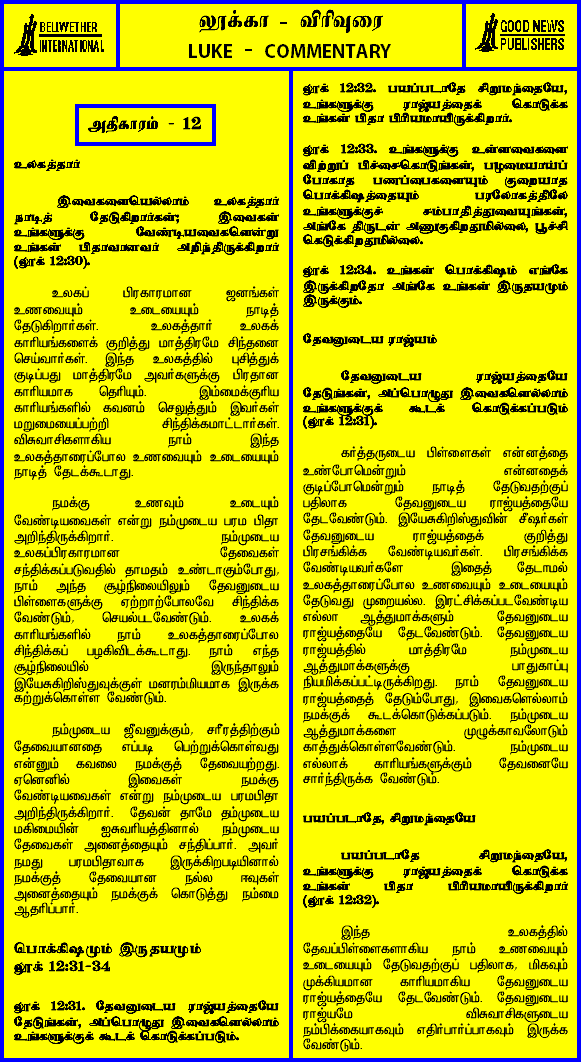 BELLWETHER
INTERNATIONAL
லூக்கா - விரிவுரை
LUKE - COMMENTARY
GOOD NEWS
PUBLISHERS
அதிகாரம் - 12
உலகத்தார்
இவைகளையெல்லாம் உலகத்தார்
நாடித் தேடுகிறார்கள்; இவைகள்
உங்களுக்கு வேண்டியவைகளென்று
உங்கள் பிதாவானவர் அறிந்திருக்கிறார்
(லூக் 12:30).
உலகப் பிரகாரமான ஜனங்கள்
உணவையும் உடையையும் நாடித்
தேடுகிறார்கள். உலகத்தார் உலகக்
காரியங்களைக் குறித்து மாத்திரமே சிந்தனை
செய்வார்கள். இந்த உலகத்தில் புசித்துக்
குடிப்பது மாத்திரமே அவர்களுக்கு பிரதான
காரியமாக தெரியும். இம்மைக்குரிய
காரியங்களில் கவனம் செலுத்தும் இவர்கள்
மறுமையைப்பற்றி சிந்திக்கமாட்டார்கள்.
விசுவாசிகளாகிய நாம் இந்த
உலகத்தாரைப்போல உணவையும் உடையையும்
நாடித் தேடக்கூடாது.
நமக்கு உணவும் உடையும்
வேண்டியவைகள் என்று நம்முடைய பரம பிதா
அறிந்திருக்கிறார். நம்முடைய
உலகப்பிரகாரமான தேவைகள்
சந்திக்கப்படுவதில் தாமதம் உண்டாகும்போது,
நாம் அந்த சூழ்நிலையிலும் தேவனுடைய
பிள்ளைகளுக்கு ஏற்றாற்போலவே சிந்திக்க
வேண்டும், செயல்படவேண்டும். உலகக்
காரியங்களில் நாம் உலகத்தாரைப்போல
சிந்திக்கப் பழகிவிடக்கூடாது. நாம் எந்த
சூழ்நிலையில் இருந்தாலும்
இயேசுகிறிஸ்துவுக்குள் மனரம்மியமாக இருக்க
கற்றுக்கொள்ள வேண்டும்.
நம்முடைய ஜீவனுக்கும், சரீரத்திற்கும்
தேவையானதை எப்படி பெற்றுக்கொள்வது
என்னும் கவலை நமக்குத் தேவையற்றது.
ஏனெனில் இவைகள் நமக்கு
வேண்டியவைகள் என்று நம்முடைய பரமபிதா
அறிந்திருக்கிறார். தேவன் தாமே தம்முடைய
மகிமையின் ஐசுவரியத்தினால் நம்முடைய
தேவைகள் அனைத்தையும் சந்திப்பார். அவர்
நமது பரமபிதாவாக இருக்கிறபடியினால்
நமக்குத் தேவையான நல்ல ஈவுகள்
அனைத்தையும் நமக்குக் கொடுத்து நம்மை
ஆதரிப்பார்.
பொக்கிஷமும் இருதயமும்
லூக் 12:31-34
லூக் 12:31. தேவனுடைய ராஜ்யத்தையே
தேடுங்கள், அப்பொழுது இவைகளெல்லாம்
உங்களுக்குக் கூடக் கொடுக்கப்படும்.
லூக் 12:32. பயப்படாதே சிறுமந்தையே,
உங்களுக்கு ராஜ்யத்தைக் கொடுக்க
உங்கள் பிதா பிரியமாயிருக்கிறார்.
லூக் 12:33. உங்களுக்கு உள்ளவைகளை
விற்றுப் பிச்சைகொடுங்கள், பழமையாய்ப்
போகாத பணப்பைகளையும் குறையாத
பொக்கிஷத்தையும் பரலோகத்திலே
உங்களுக்குச் சம்பாதித்துவையுங்கள்,
அங்கே திருடன் அணுகுகிறதுமில்லை, பூச்சி
கெடுக்கிறதுமில்லை.
லூக் 12:34. உங்கள் பொக்கிஷம் எங்கே
இருக்கிறதோ அங்கே உங்கள் இருதயமும்
இருக்கும்.
தேவனுடைய ராஜ்யம்
தேவனுடைய ராஜ்யத்தையே
தேடுங்கள், அப்பொழுது இவைகளெல்லாம்
உங்களுக்குக் கூடக் கொடுக்கப்படும்
(லூக் 12:31).
கர்த்தருடைய பிள்ளைகள் என்னத்தை
உண்போமென்றும் என்னதைக்
குடிப்போமென்றும் நாடித் தேடுவதற்குப்
பதிலாக தேவனுடைய ராஜ்யத்தையே
தேடவேண்டும். இயேசுகிறிஸ்துவின் சீஷர்கள்
தேவனுடைய ராஜ்யத்தைக் குறித்து
பிரசங்கிக்க வேண்டியவர்கள். பிரசங்கிக்க
வேண்டியவர்களே இதைத் தேடாமல்
உலகத்தாரைப்போல உணவையும் உடையையும்
தேடுவது முறையல்ல. இரட்சிக்கப்படவேண்டிய
எல்லா ஆத்துமாக்களும் தேவனுடைய
ராஜ்யத்தையே தேடவேண்டும். தேவனுடைய
ராஜ்யத்தில் மாத்திரமே நம்முடைய
ஆத்துமாக்களுக்கு பாதுகாப்பு
நியமிக்கப்பட்டிருக்கிறது. நாம் தேவனுடைய
ராஜ்யத்தைத் தேடும்போது, இவைகளெல்லாம்
நமக்குக் கூடக்கொடுக்கப்படும். நம்முடைய
ஆத்துமாக்களை முழுக்காவலோடும்
காத்துக்கொள்ளவேண்டும். நம்முடைய
எல்லாக் காரியங்களுக்கும் தேவனையே
சார்ந்திருக்க வேண்டும்.
பயப்படாதே, சிறுமந்தையே
பயப்படாதே சிறுமந்தையே,
உங்களுக்கு ராஜ்யத்தைக் கொடுக்க
உங்கள் பிதா பிரியமாயிருக்கிறார்
(லூக் 12:32).
இந்த உலகத்தில்
தேவப்பிள்ளைகளாகிய நாம் உணவையும்
உடையையும் தேடுவதற்குப் பதிலாக, மிகவும்
முக்கியமான காரியமாகிய தேவனுடைய
ராஜ்யத்தையே தேடவேண்டும். தேவனுடைய
ராஜ்யமே விசுவாசிகளுடைய
நம்பிக்கையாகவும் எதிர்பார்ப்பாகவும் இருக்க
வேண்டும்.